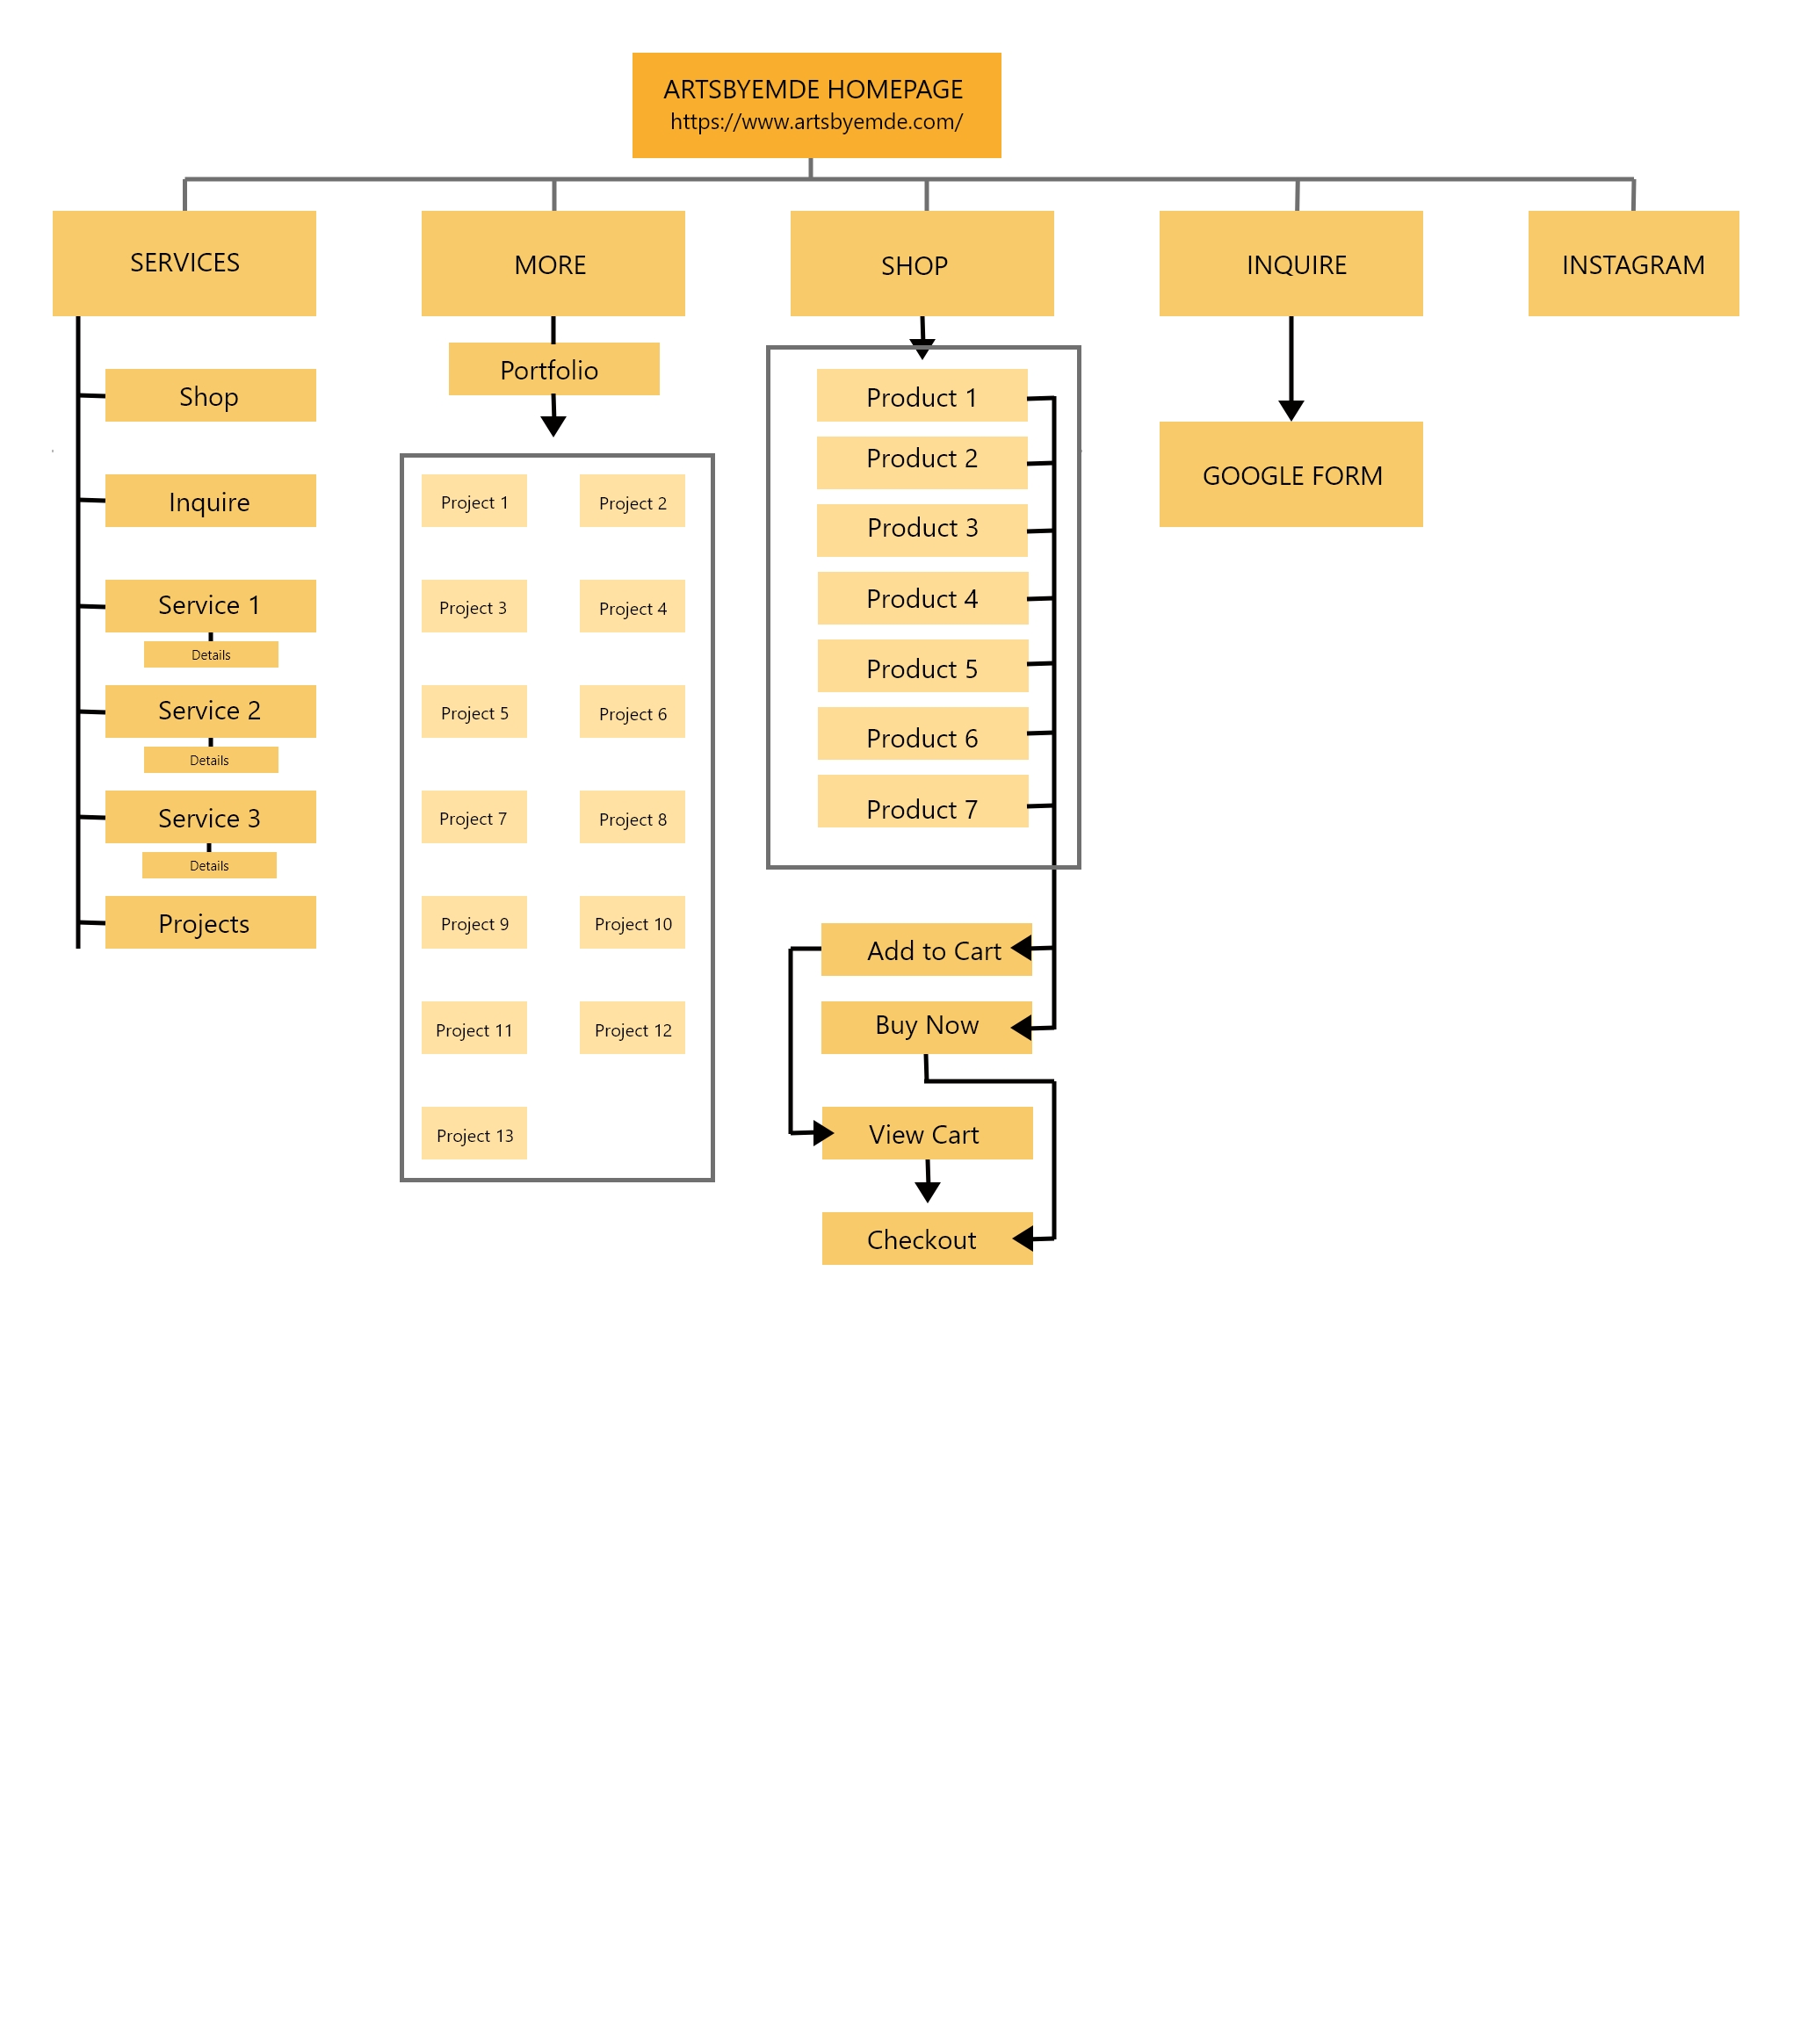 ARTSBYEMDE HOMEPAGE
https://www.artsbyemde.com/
SERVICES
MORE
SHOP
INQUIRE
INSTAGRAM
Shop
Inquire
Service 1
Details
Service 2
Details
Service 3
Details
Projects
Portfolio
Project 1
Project 2
Project 3
Project 4
Project 5
Project 6
Project 7
Project 8
Project 9
Project 10
Project 11
Project 12
Project 13
Product 1
Product 2
Product 3
Product 4
Product 5
Product 6
Product 7
Add to Cart
Buy Now
View Cart
Checkout
GOOGLE FORM